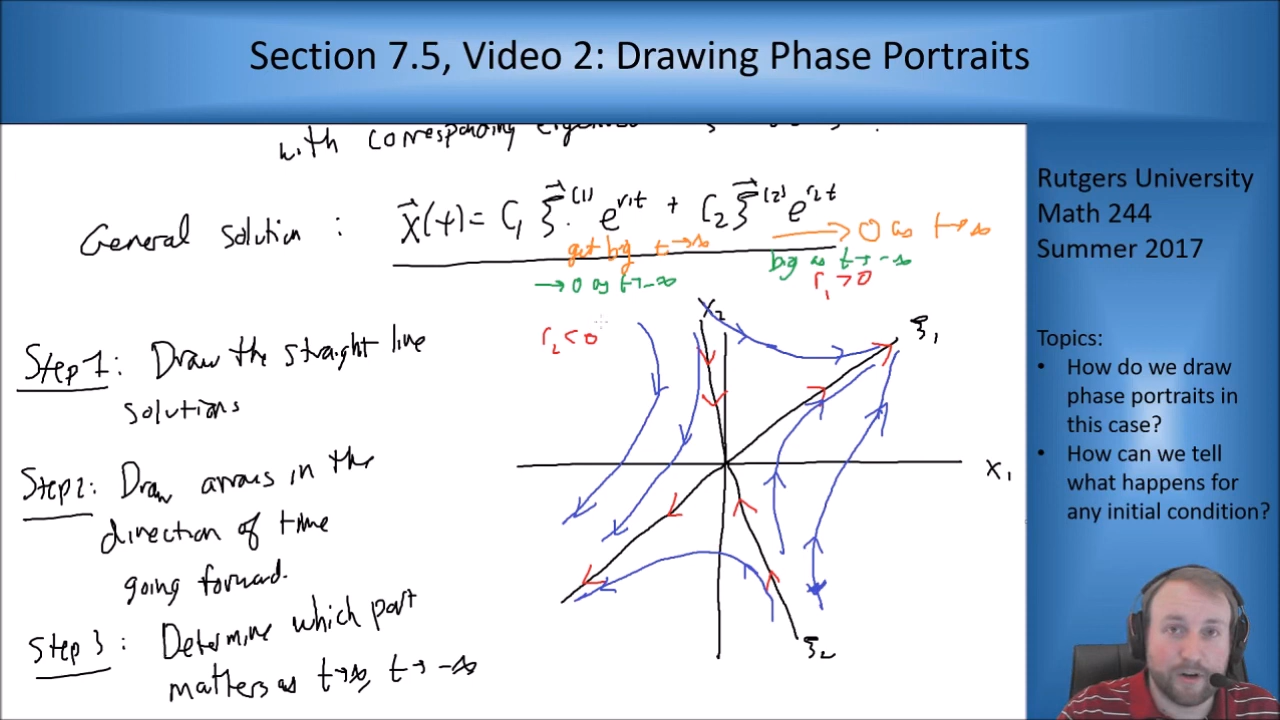 Section 7.5, Video 2: Drawing Phase Portraits
with corresponding
General solution : x⃗(t) = C₁ ξ⃗⁽¹⁾ e^{r₁t} + C₂ ξ⃗⁽²⁾ e^{r₂t}
get big t→∞
→ 0 as t→∞
→ 0 as t→-∞
big as t→-∞
r₁ > 0
r₂ < 0
x₂
ξ₁
x₁
ξ₂
Step 1: Draw the straight line
solutions
Step 2: Draw arrows in the
direction of time
going forward.
Step 3: Determine which part
matters as t→∞, t→-∞
Rutgers University
Math 244
Summer 2017
Topics:
• How do we draw
phase portraits in
this case?
• How can we tell
what happens for
any initial condition?